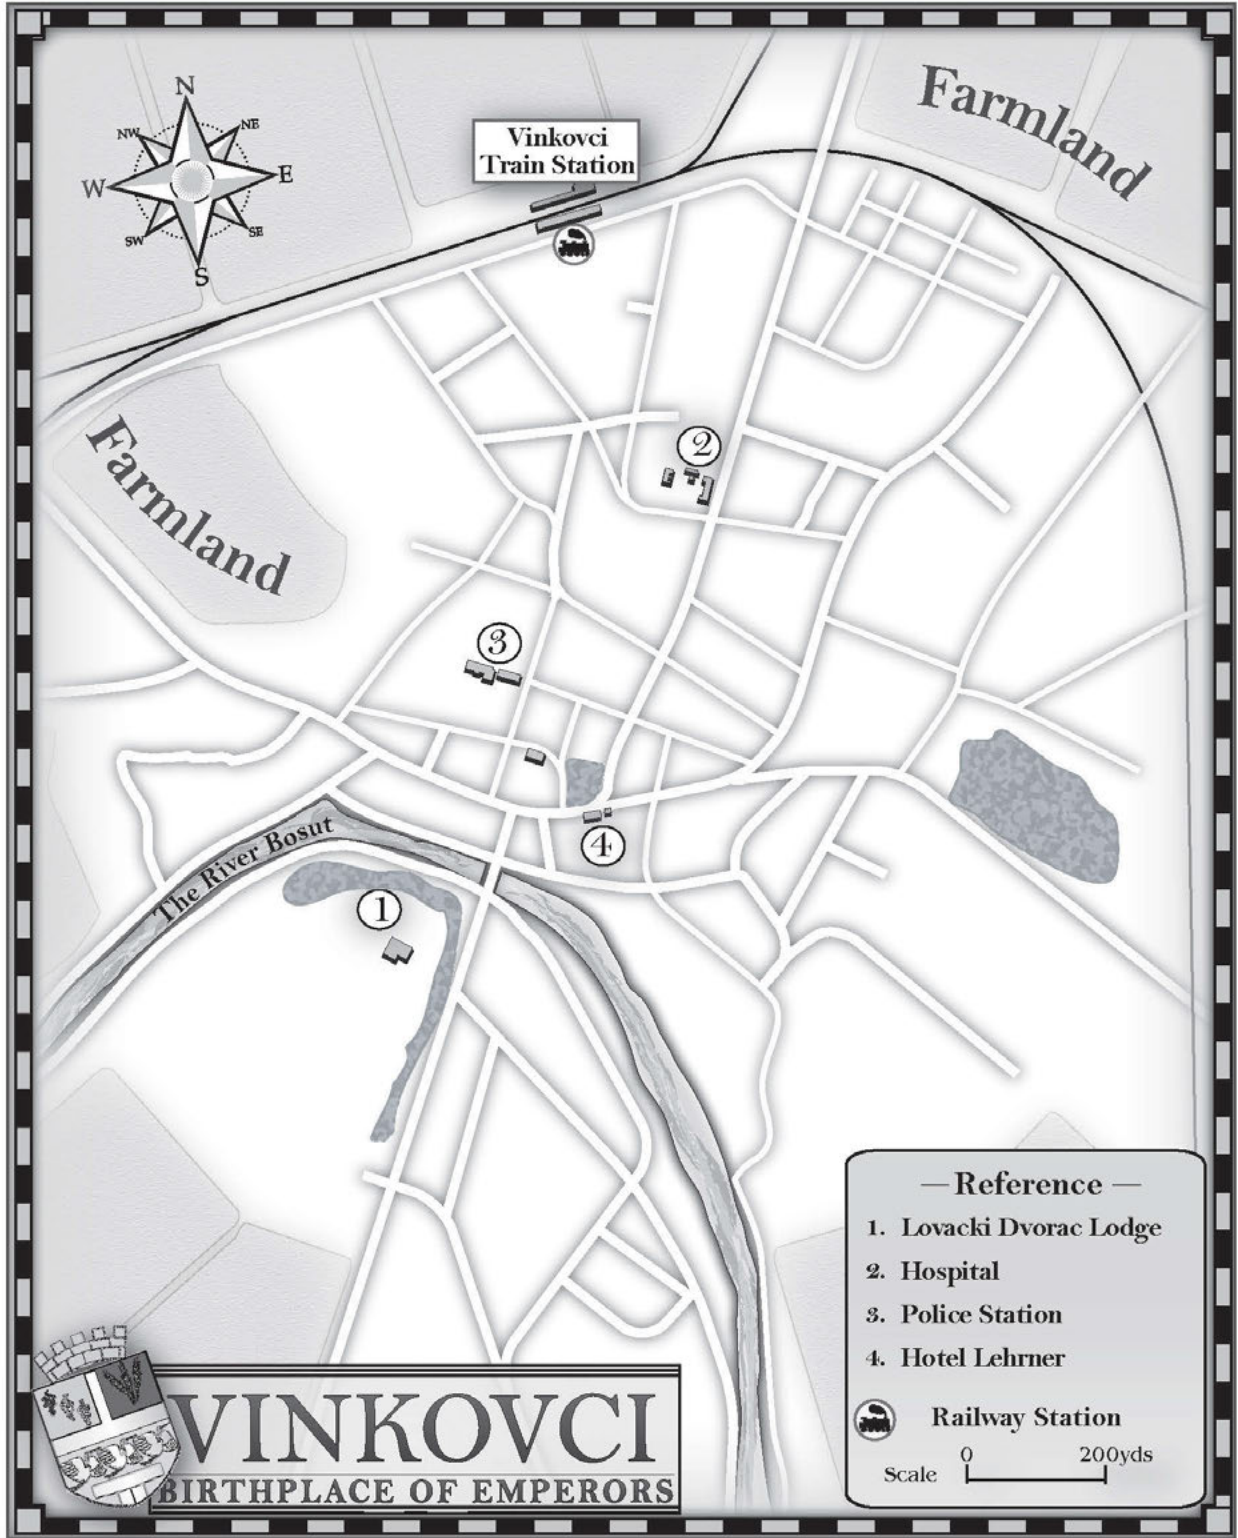 N
NW
NE
W
E
SW
SE
S
Vinkovci
Train Station
Farmland
Farmland
2
3
4
The River Bosut
1
— Reference —
1. Lovacki Dvorac Lodge
2. Hospital
3. Police Station
4. Hotel Lehrner
Railway Station
0 200yds
Scale
VINKOVCI
BIRTHPLACE OF EMPERORS